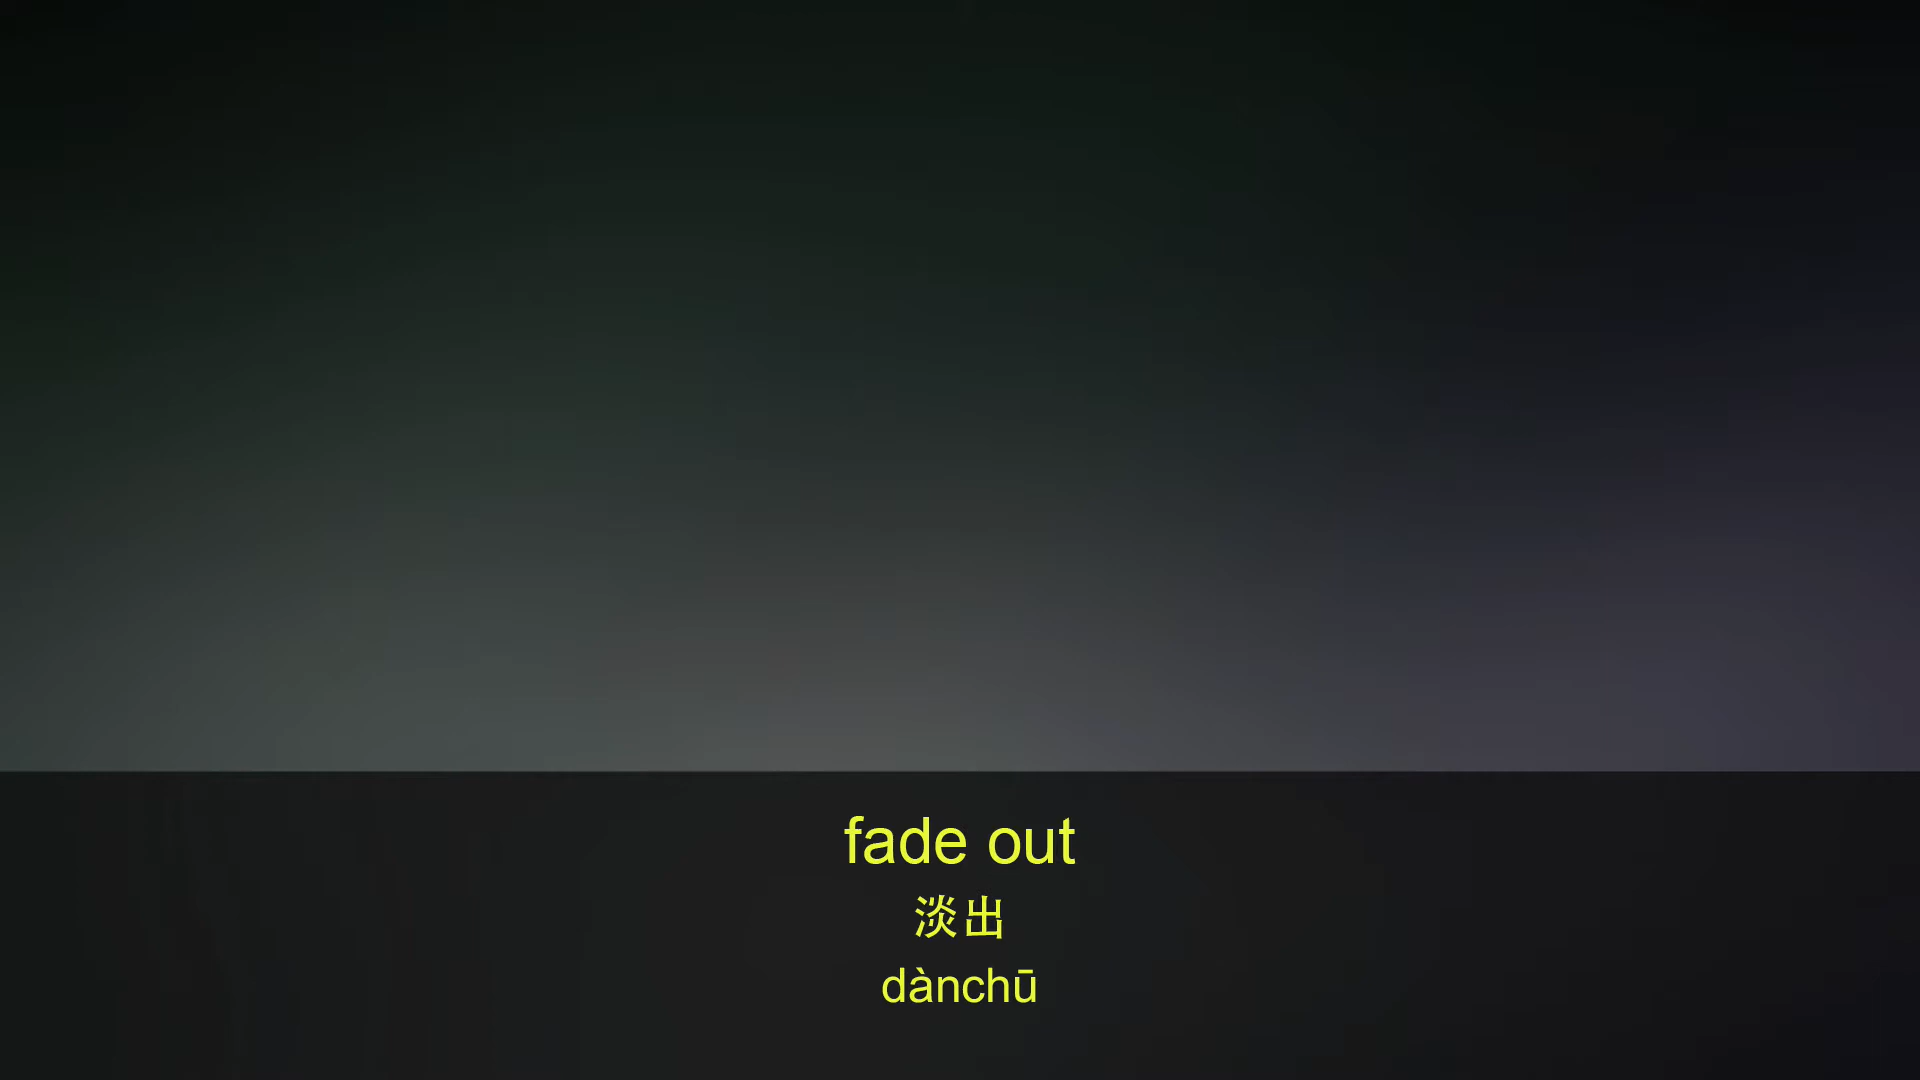 fade out
淡出
dànchū